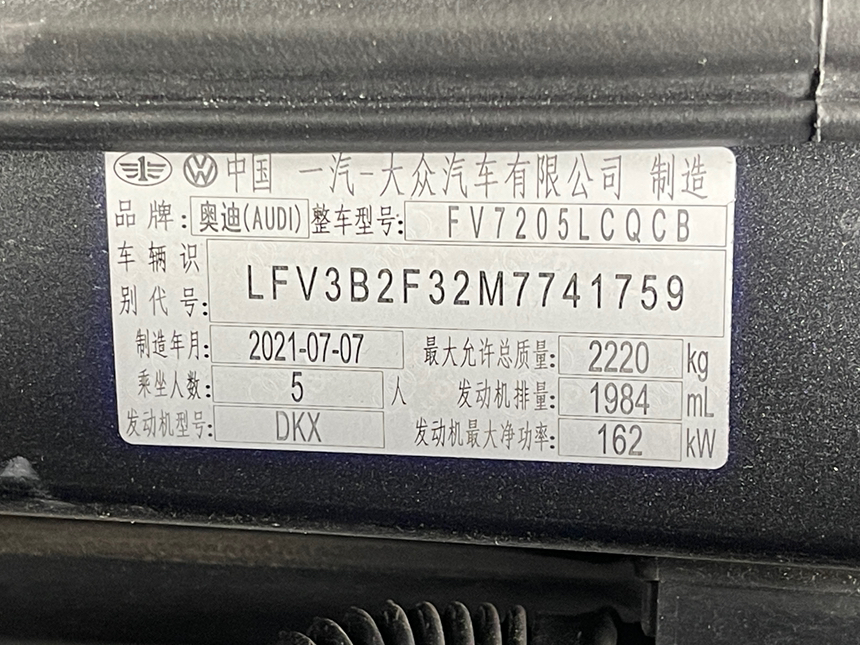 中国 一汽-大众汽车有限公司 制造
品牌: 奥迪(AUDI) 整车型号: FV7205LCQCB
车辆识别代号: LFV3B2F32M7741759
制造年月: 2021-07-07 最大允许总质量: 2220 kg
乘坐人数: 5 人 发动机排量: 1984 mL
发动机型号: DKX 发动机最大净功率: 162 kW